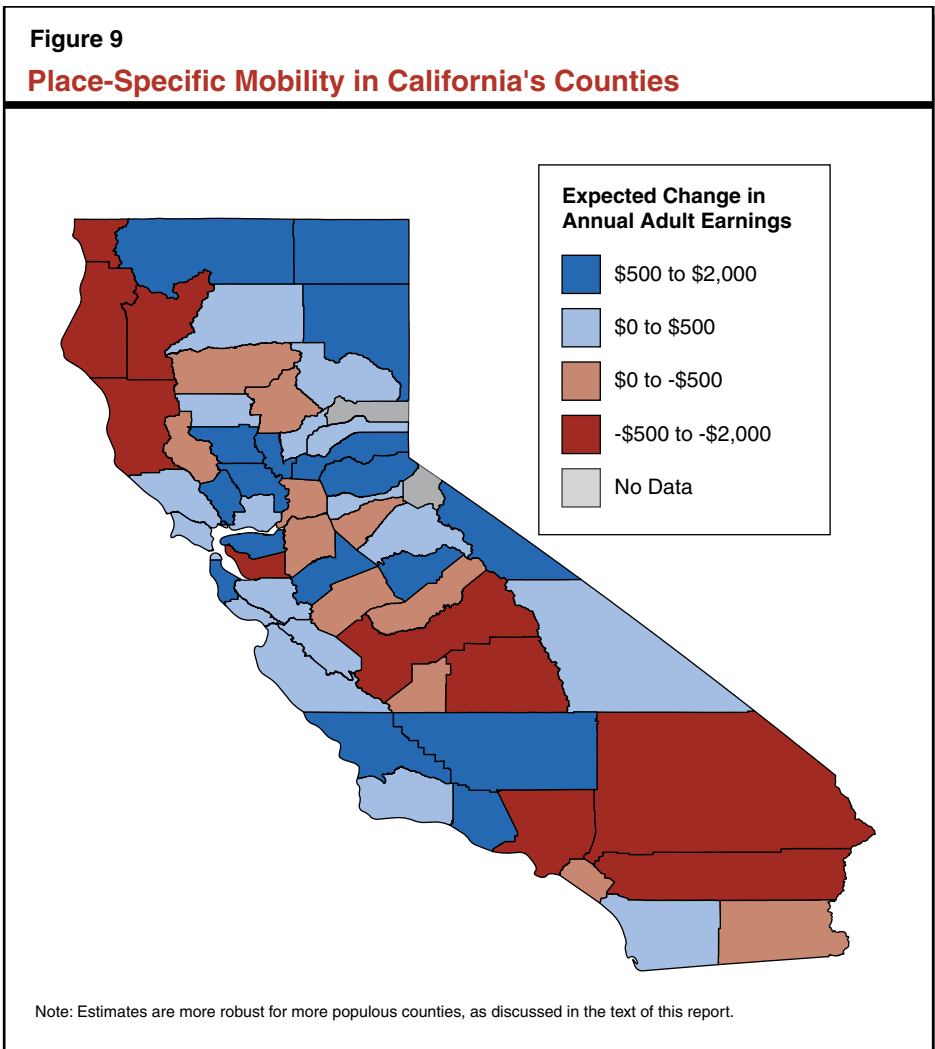 Figure 9
Place-Specific Mobility in California's Counties
Expected Change in
Annual Adult Earnings
$500 to $2,000
$0 to $500
$0 to -$500
-$500 to -$2,000
No Data
Note: Estimates are more robust for more populous counties, as discussed in the text of this report.